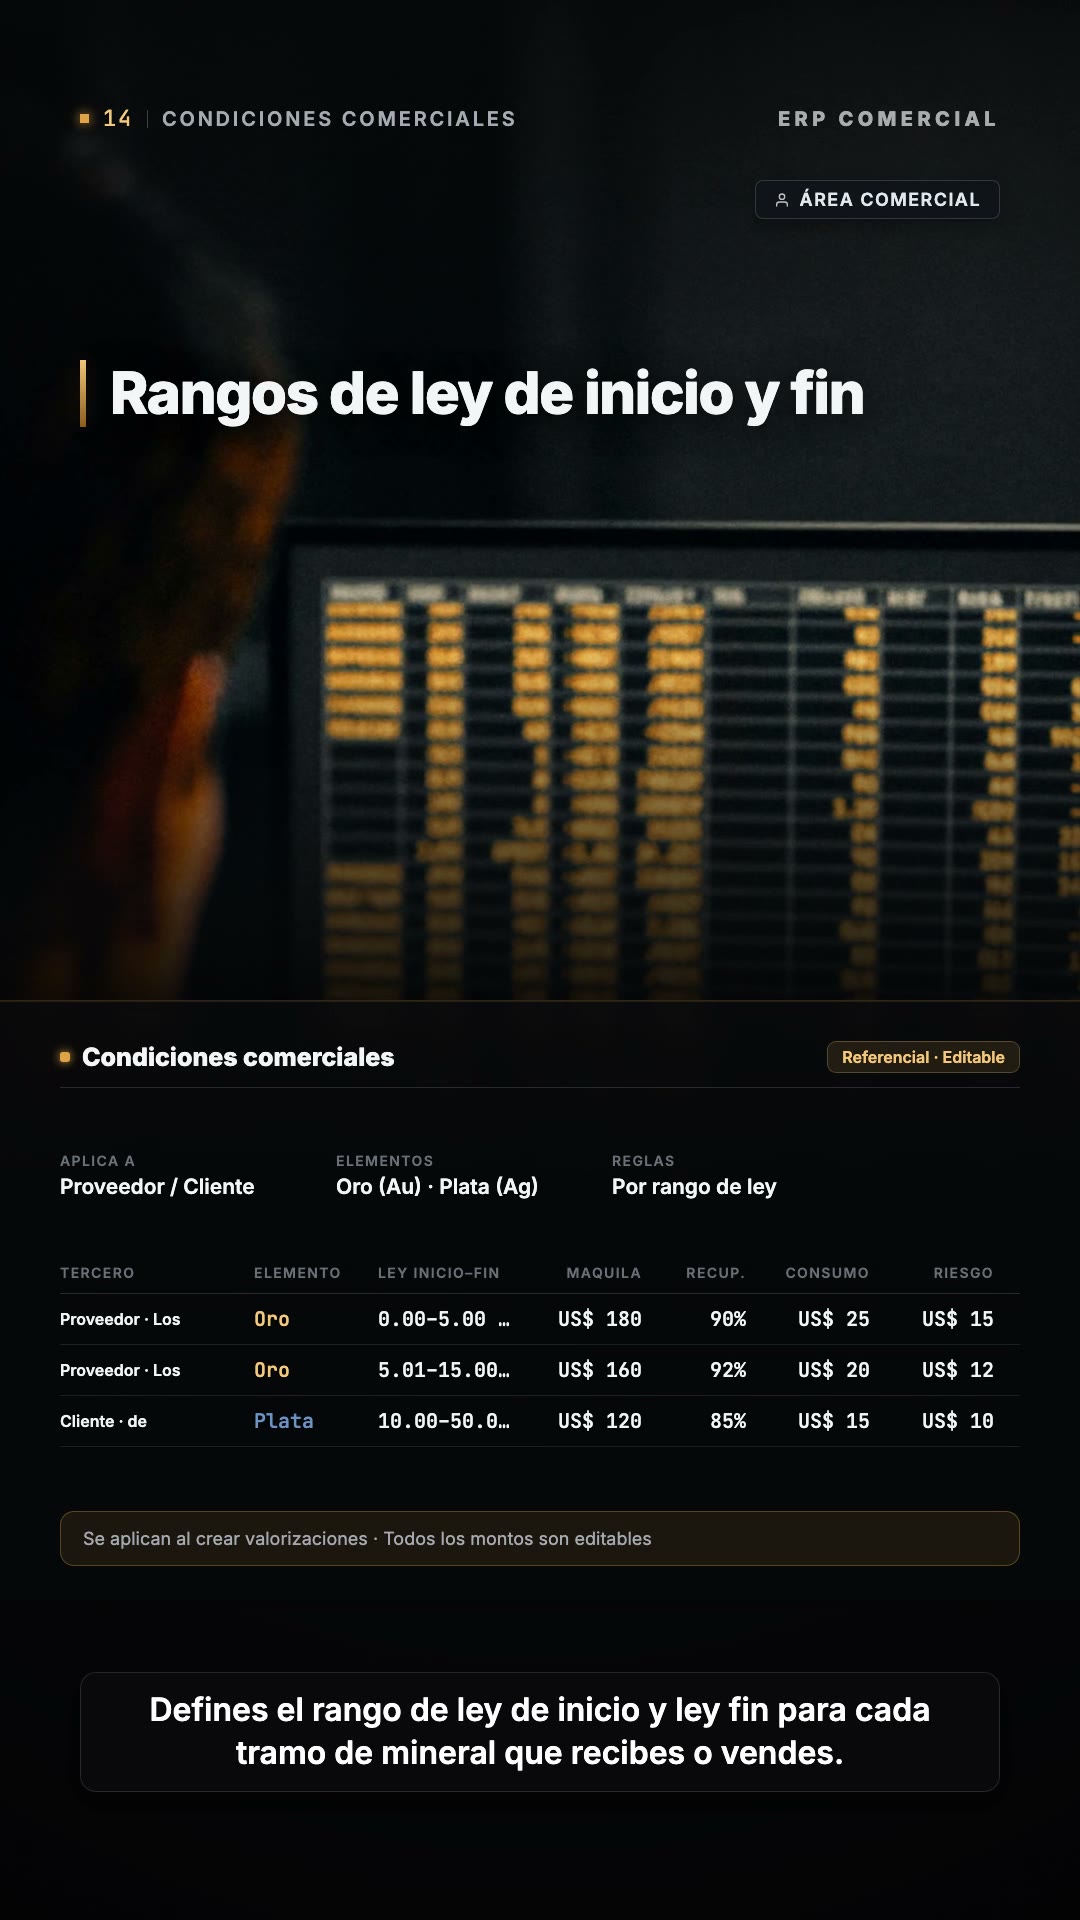 14 CONDICIONES COMERCIALES
ERP COMERCIAL
ÁREA COMERCIAL
Rangos de ley de inicio y fin
Condiciones comerciales
Referencial · Editable
APLICA A ELEMENTOS REGLAS
Proveedor / Cliente Oro (Au) · Plata (Ag) Por rango de ley
TERCERO ELEMENTO LEY INICIO–FIN MAQUILA RECUP. CONSUMO RIESGO
Proveedor · Los Oro 0.00–5.00 … US$ 180 90% US$ 25 US$ 15
Proveedor · Los Oro 5.01–15.00… US$ 160 92% US$ 20 US$ 12
Cliente · de Plata 10.00–50.0… US$ 120 85% US$ 15 US$ 10
Se aplican al crear valorizaciones · Todos los montos son editables
Defines el rango de ley de inicio y ley fin para cada
tramo de mineral que recibes o vendes.